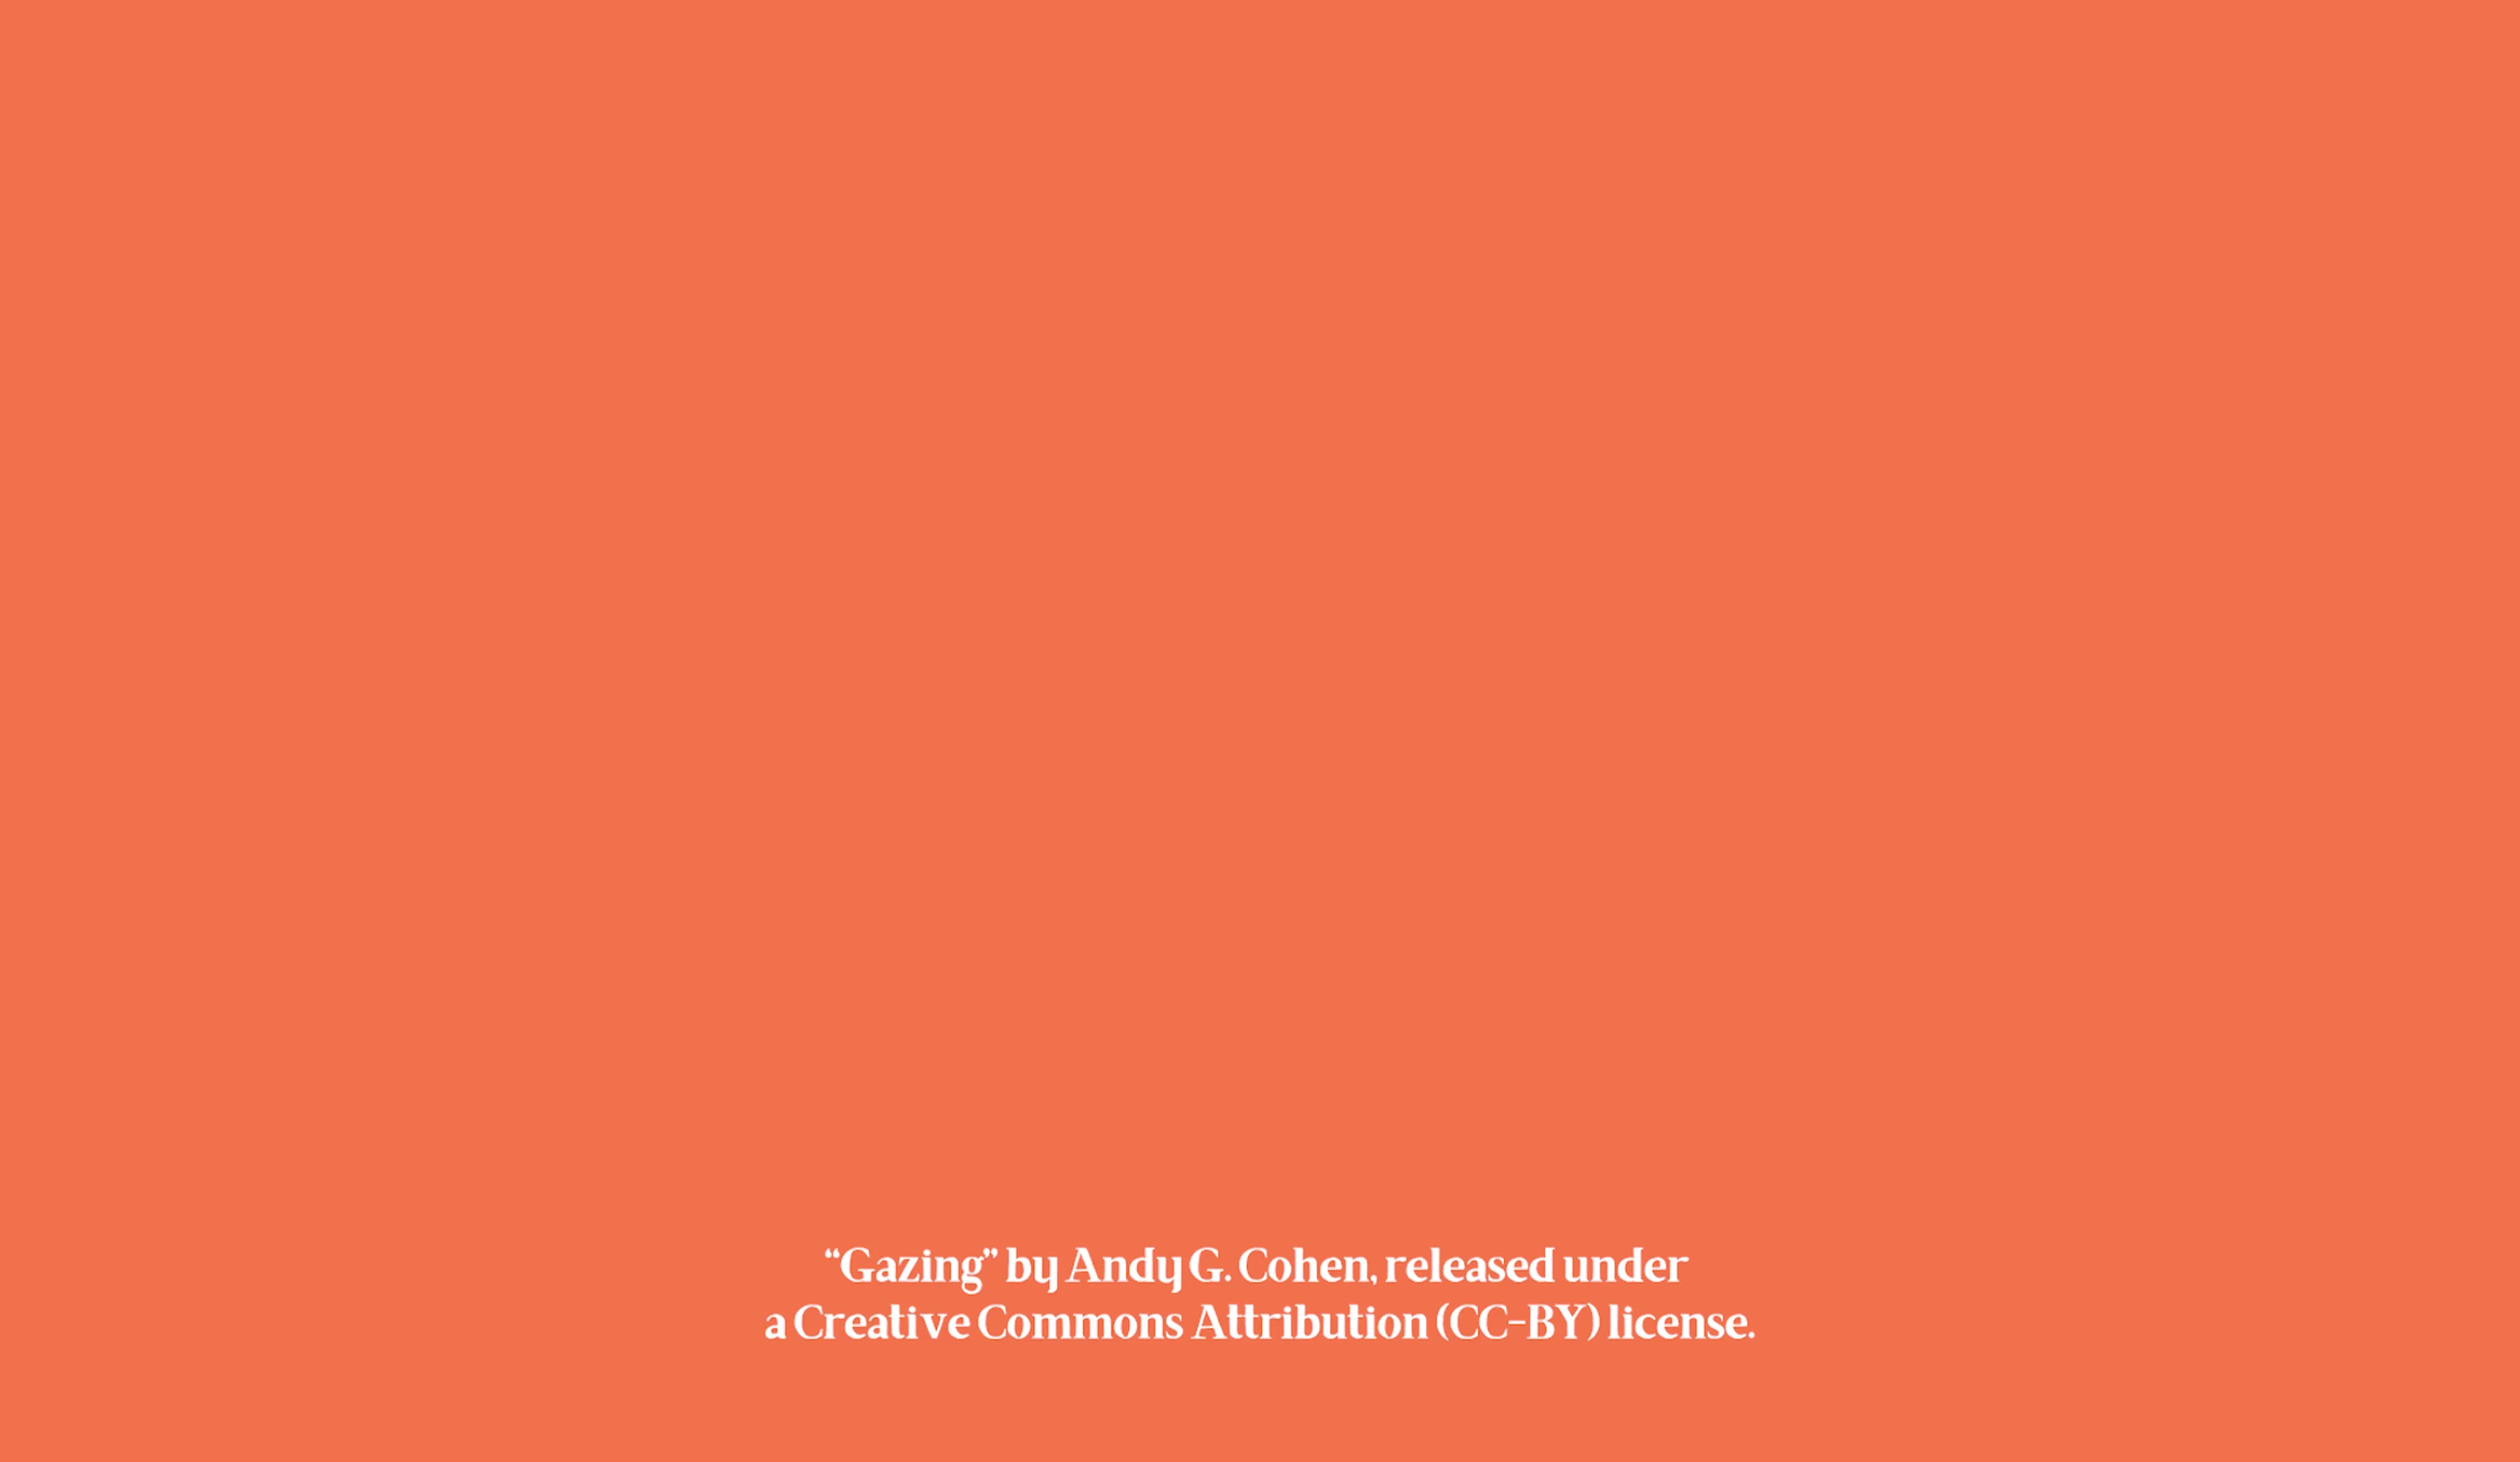 “Gazing” by Andy G. Cohen, released under
a Creative Commons Attribution (CC-BY) license.